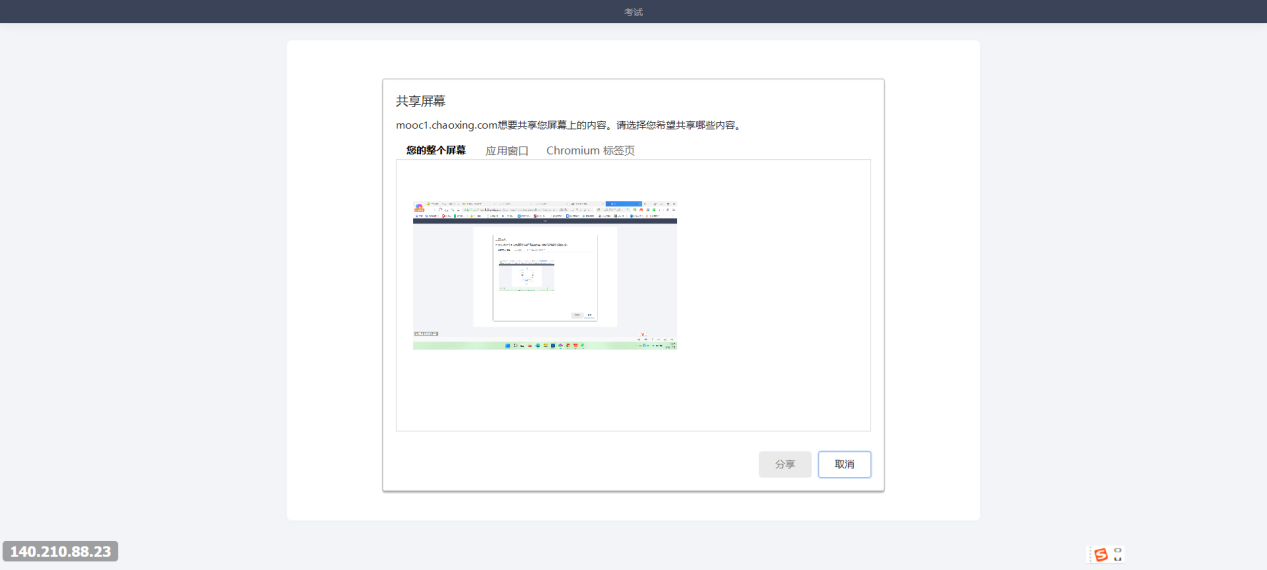 考试
共享屏幕
mooc1.chaoxing.com想要共享您屏幕上的内容。请选择您希望共享哪些内容。
您的整个屏幕 应用窗口 Chromium 标签页
分享 取消
140.210.88.23